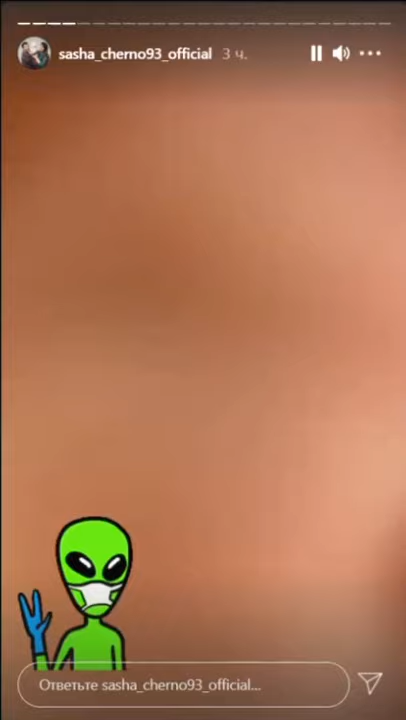 sasha_cherno93_official 3 ч.
Ответьте sasha_cherno93_official...